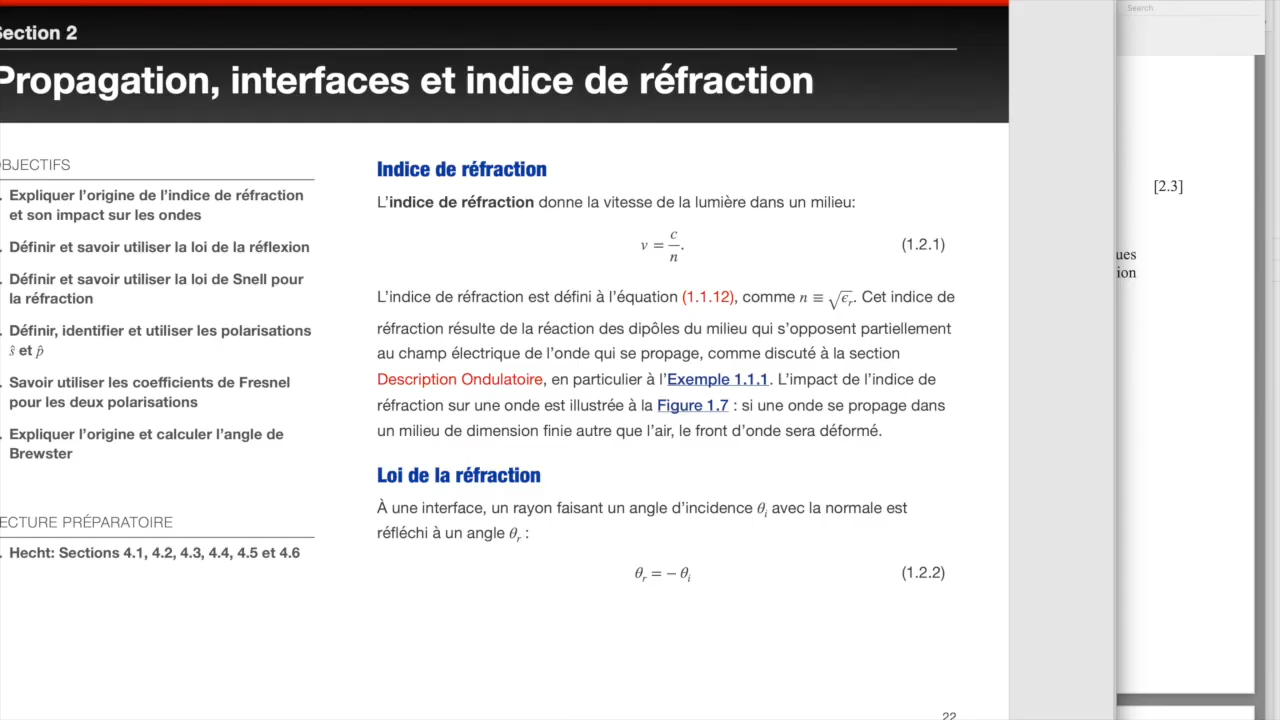 Section 2
Propagation, interfaces et indice de réfraction
OBJECTIFS
. Expliquer l’origine de l’indice de réfraction
et son impact sur les ondes
. Définir et savoir utiliser la loi de la réflexion
. Définir et savoir utiliser la loi de Snell pour
la réfraction
. Définir, identifier et utiliser les polarisations
ŝ et p̂
. Savoir utiliser les coefficients de Fresnel
pour les deux polarisations
. Expliquer l’origine et calculer l’angle de
Brewster
LECTURE PRÉPARATOIRE
. Hecht: Sections 4.1, 4.2, 4.3, 4.4, 4.5 et 4.6
Indice de réfraction
L’indice de réfraction donne la vitesse de la lumière dans un milieu:
v = c/n. (1.2.1)
L’indice de réfraction est défini à l’équation (1.1.12), comme n ≡ √ϵr. Cet indice de
réfraction résulte de la réaction des dipôles du milieu qui s’opposent partiellement
au champ électrique de l’onde qui se propage, comme discuté à la section
Description Ondulatoire, en particulier à l’Exemple 1.1.1. L’impact de l’indice de
réfraction sur une onde est illustrée à la Figure 1.7 : si une onde se propage dans
un milieu de dimension finie autre que l’air, le front d’onde sera déformé.
Loi de la réfraction
À une interface, un rayon faisant un angle d’incidence θi avec la normale est
réfléchi à un angle θr :
θr = − θi (1.2.2)
22
Search
[2.3]
ues
ion